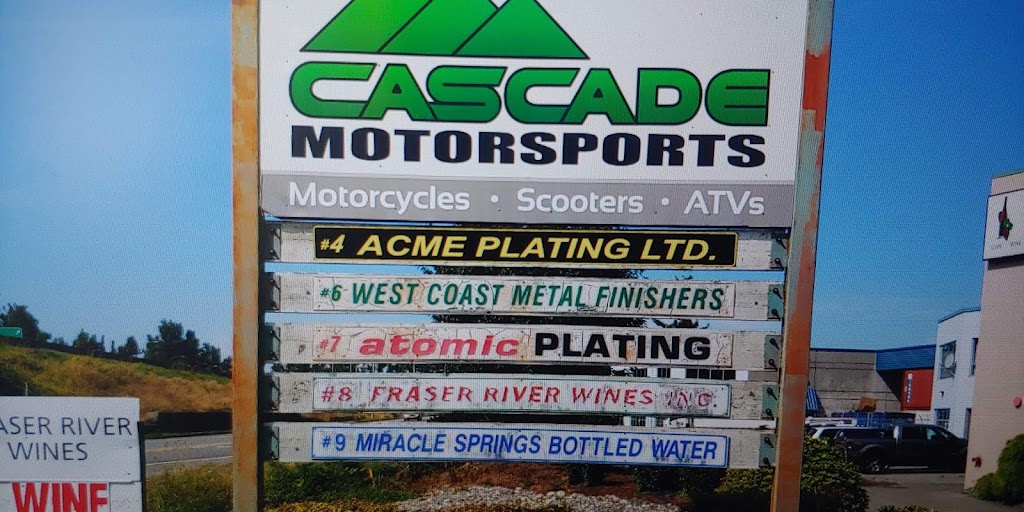 CASCADE
MOTORSPORTS
Motorcycles • Scooters • ATVs
#4 ACME PLATING LTD.
#6 WEST COAST METAL FINISHERS
#7 atomic PLATING
#8 FRASER RIVER WINES INC.
#9 MIRACLE SPRINGS BOTTLED WATER
ASER RIVER
WINES
WINE